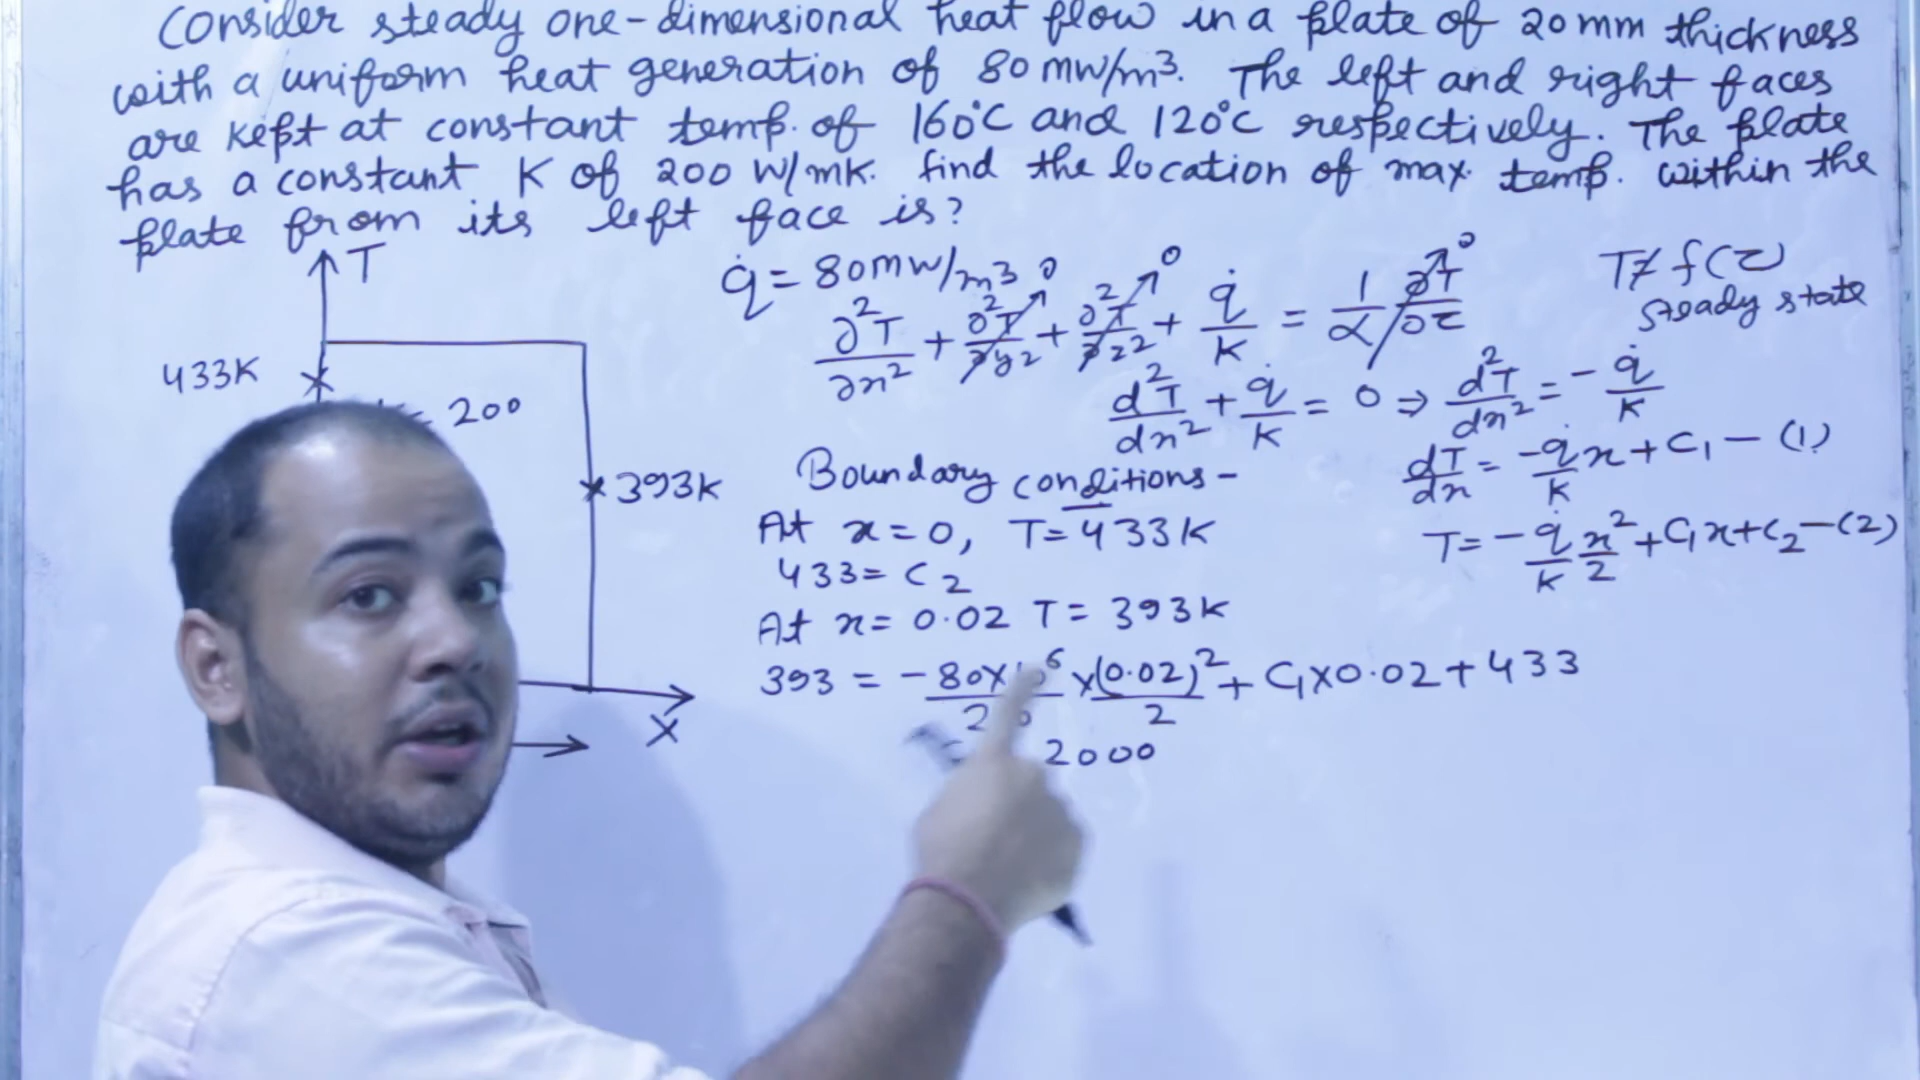 Consider steady one-dimensional heat flow in a plate of 20mm thickness
with a uniform heat generation of 80 mw/m³. The left and right faces
are kept at constant temp. of 160°C and 120°C respectively. The plate
has a constant K of 200 W/mK. find the location of max. temp. within the
plate from its left face is?
T
q̇ = 80mw/m3
T ≠ f(τ)
steady state
∂²T/∂x² + ∂²T/∂y² 0 + ∂²T/∂z² 0 + q̇/K = 1/α ∂T/∂τ 0
433K
200
d²T/dx² + q̇/K = 0 ⇒ d²T/dx² = -q̇/K
dT/dx = -q̇/K x + C1 - (1)
Boundary conditions -
393K
At x=0, T=433K
T= -q̇/K x²/2 + C1x+C2 -(2)
433= C2
At x= 0.02 T= 393K
393 = -80× 6/2 ×(0.02)²/2 + C1×0.02+433
X
2000